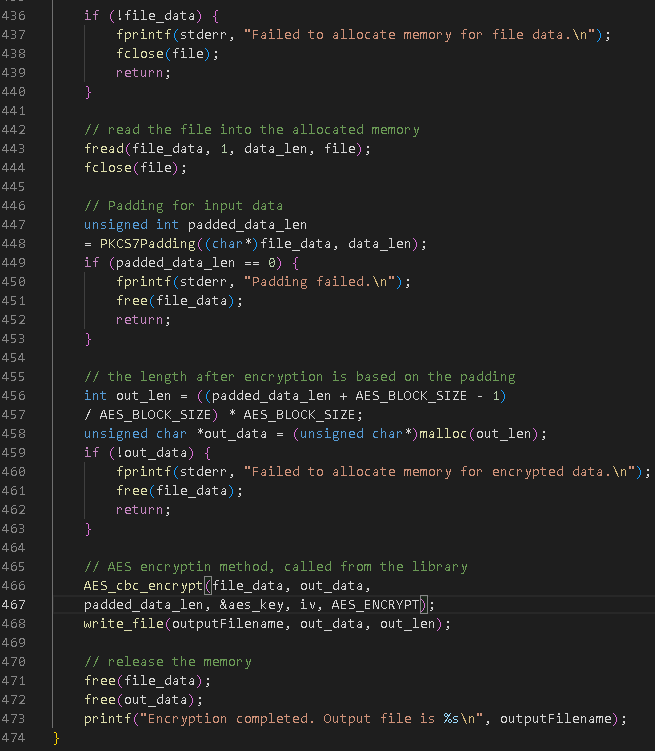 436 if (!file_data) {
437 fprintf(stderr, "Failed to allocate memory for file data.\n");
438 fclose(file);
439 return;
440 }
441
442 // read the file into the allocated memory
443 fread(file_data, 1, data_len, file);
444 fclose(file);
445
446 // Padding for input data
447 unsigned int padded_data_len
448 = PKCS7Padding((char*)file_data, data_len);
449 if (padded_data_len == 0) {
450 fprintf(stderr, "Padding failed.\n");
451 free(file_data);
452 return;
453 }
454
455 // the length after encryption is based on the padding
456 int out_len = ((padded_data_len + AES_BLOCK_SIZE - 1)
457 / AES_BLOCK_SIZE) * AES_BLOCK_SIZE;
458 unsigned char *out_data = (unsigned char*)malloc(out_len);
459 if (!out_data) {
460 fprintf(stderr, "Failed to allocate memory for encrypted data.\n");
461 free(file_data);
462 return;
463 }
464
465 // AES encryptin method, called from the library
466 AES_cbc_encrypt(file_data, out_data,
467 padded_data_len, &aes_key, iv, AES_ENCRYPT);
468 write_file(outputFilename, out_data, out_len);
469
470 // release the memory
471 free(file_data);
472 free(out_data);
473 printf("Encryption completed. Output file is %s\n", outputFilename);
474 }